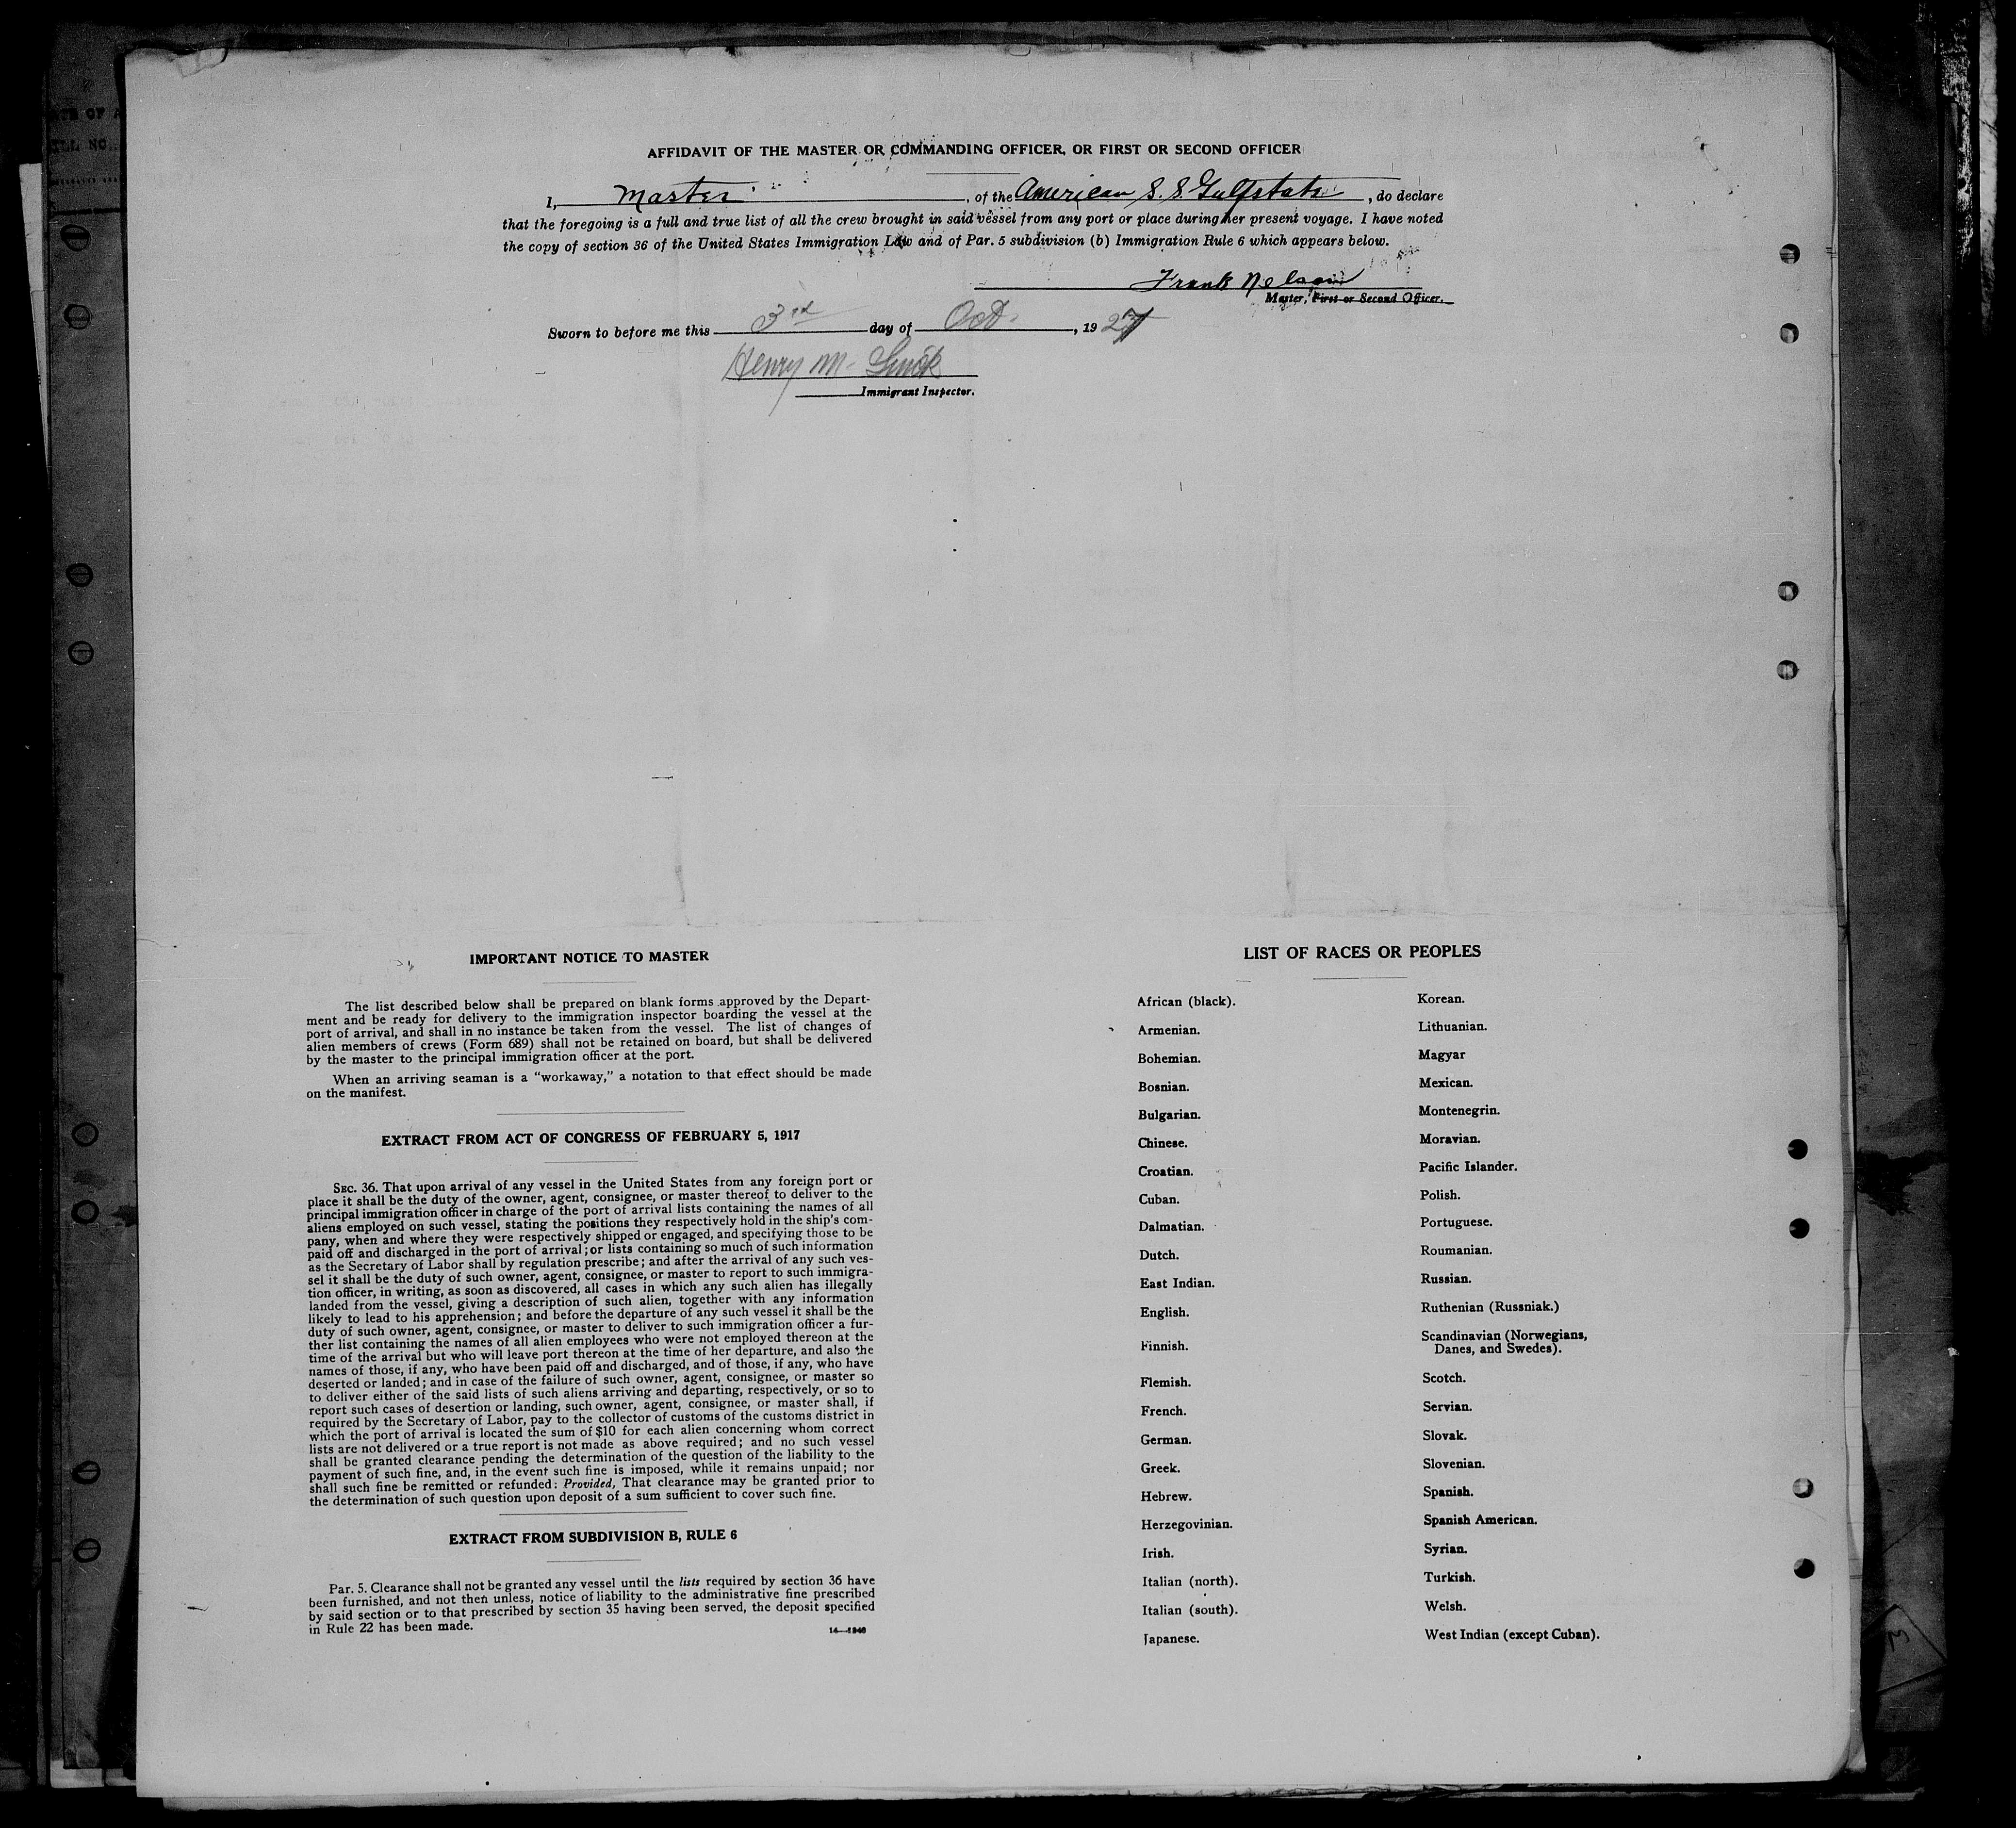 AFFIDAVIT OF THE MASTER OR COMMANDING OFFICER, OR FIRST OR SECOND OFFICER
I, Master, of the American S. S. Gulfstate, do declare
that the foregoing is a full and true list of all the crew brought in said vessel from any port or place during her present voyage. I have noted
the copy of section 36 of the United States Immigration Law and of Par. 5 subdivision (b) Immigration Rule 6 which appears below.
Frank Nelson
Master, First or Second Officer.
Sworn to before me this 3rd day of Oct., 1927
Henry M.
Immigrant Inspector.
IMPORTANT NOTICE TO MASTER
The list described below shall be prepared on blank forms approved by the Depart-
ment and be ready for delivery to the immigration inspector boarding the vessel at the
port of arrival, and shall in no instance be taken from the vessel. The list of changes of
alien members of crews (Form 689) shall not be retained on board, but shall be delivered
by the master to the principal immigration officer at the port.
When an arriving seaman is a "workaway," a notation to that effect should be made
on the manifest.
EXTRACT FROM ACT OF CONGRESS OF FEBRUARY 5, 1917
SEC. 36. That upon arrival of any vessel in the United States from any foreign port or
place it shall be the duty of the owner, agent, consignee, or master thereof to deliver to the
principal immigration officer in charge of the port of arrival lists containing the names of all
aliens employed on such vessel, stating the positions they respectively hold in the ship's com-
pany, when and where they were respectively shipped or engaged, and specifying those to be
paid off and discharged in the port of arrival; or lists containing so much of such information
as the Secretary of Labor shall by regulation prescribe; and after the arrival of any such ves-
sel it shall be the duty of such owner, agent, consignee, or master to report to such immigra-
tion officer, in writing, as soon as discovered, all cases in which any such alien has illegally
landed from the vessel, giving a description of such alien, together with any information
likely to lead to his apprehension; and before the departure of any such vessel it shall be the
duty of such owner, agent, consignee, or master to deliver to such immigration officer a fur-
ther list containing the names of all alien employees who were not employed thereon at the
time of the arrival but who will leave port thereon at the time of her departure, and also the
names of those, if any, who have been paid off and discharged, and of those, if any, who have
deserted or landed; and in case of the failure of such owner, agent, consignee, or master so
to deliver either of the said lists of such aliens arriving and departing, respectively, or so to
report such cases of desertion or landing, such owner, agent, consignee, or master shall, if
required by the Secretary of Labor, pay to the collector of customs of the customs district in
which the port of arrival is located the sum of $10 for each alien concerning whom correct
lists are not delivered or a true report is not made as above required; and no such vessel
shall be granted clearance pending the determination of the question of the liability to the
payment of such fine, and, in the event such fine is imposed, while it remains unpaid; nor
shall such fine be remitted or refunded: Provided, That clearance may be granted prior to
the determination of such question upon deposit of a sum sufficient to cover such fine.
EXTRACT FROM SUBDIVISION B, RULE 6
Par. 5. Clearance shall not be granted any vessel until the lists required by section 36 have
been furnished, and not then unless, notice of liability to the administrative fine prescribed
by said section or to that prescribed by section 35 having been served, the deposit specified
in Rule 22 has been made.
LIST OF RACES OR PEOPLES
African (black).
Armenian.
Bohemian.
Bosnian.
Bulgarian.
Chinese.
Croatian.
Cuban.
Dalmatian.
Dutch.
East Indian.
English.
Finnish.
Flemish.
French.
German.
Greek.
Hebrew.
Herzegovinian.
Irish.
Italian (north).
Italian (south).
Japanese.
Korean.
Lithuanian.
Magyar
Mexican.
Montenegrin.
Moravian.
Pacific Islander.
Polish.
Portuguese.
Roumanian.
Russian.
Ruthenian (Russniak.)
Scandinavian (Norwegians,
Danes, and Swedes).
Scotch.
Servian.
Slovak.
Slovenian.
Spanish.
Spanish American.
Syrian.
Turkish.
Welsh.
West Indian (except Cuban).